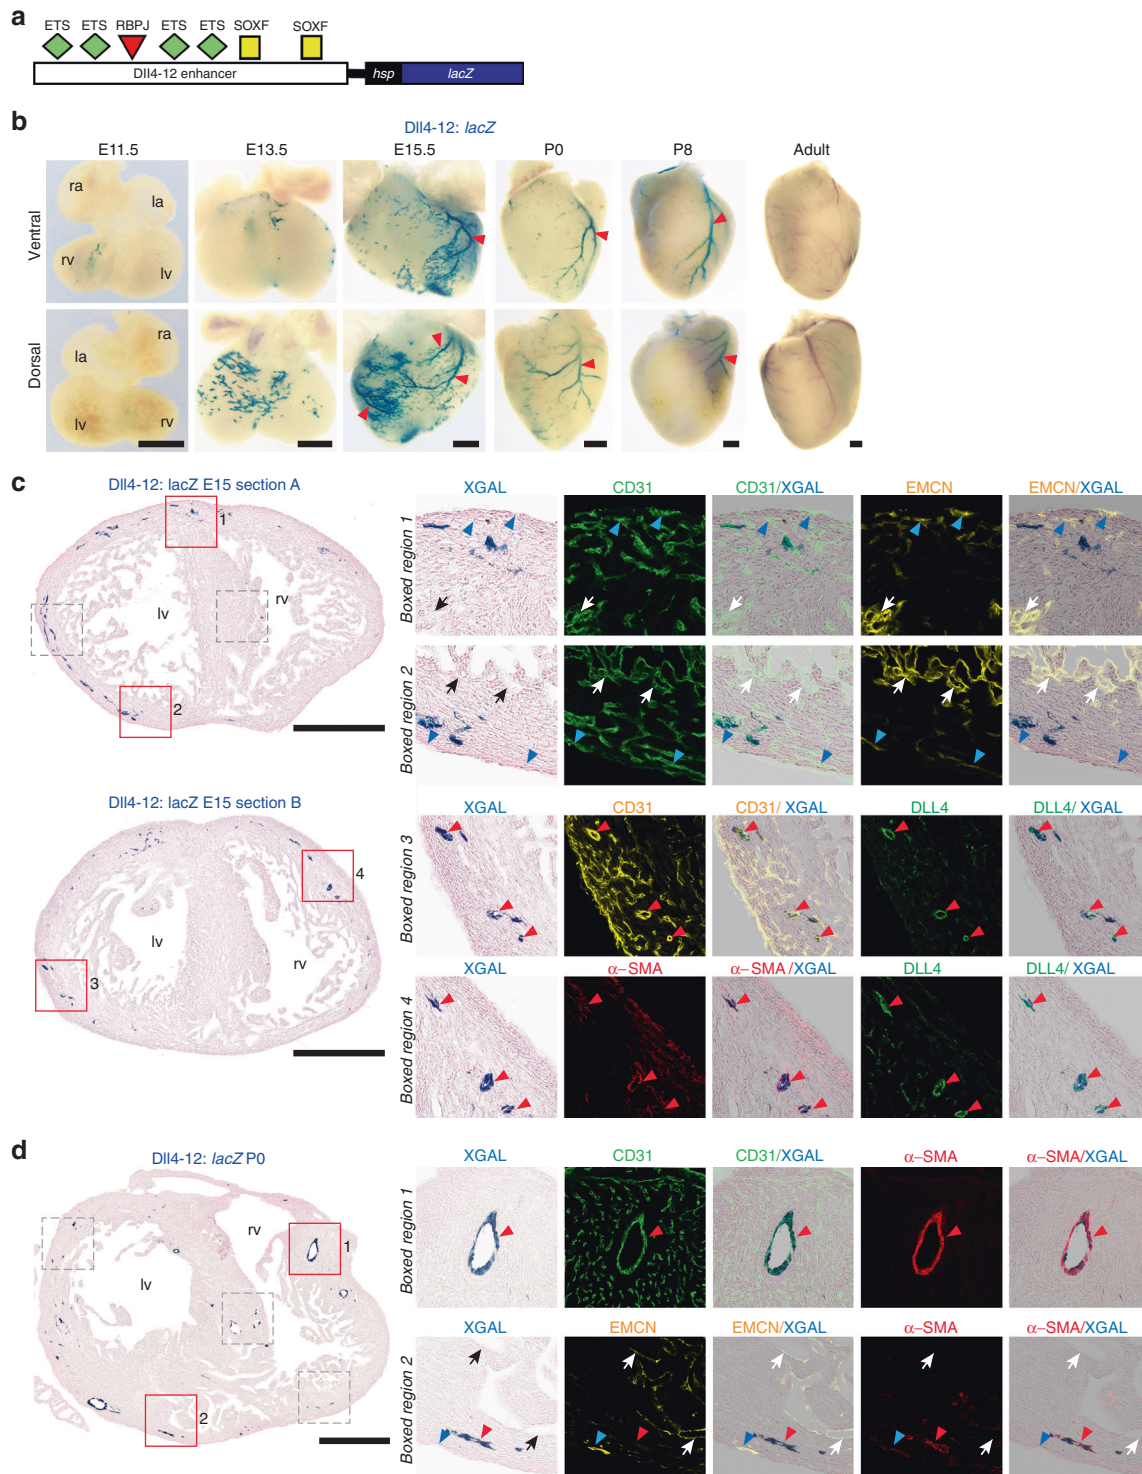 a
ETS ETS RBPJ ETS ETS SOXF SOXF
Dll4-12 enhancer hsp lacZ
b
Dll4-12: lacZ
E11.5 E13.5 E15.5 P0 P8 Adult
Ventral
ra la rv lv
Dorsal
la ra lv rv
c
Dll4-12: lacZ E15 section A
1
lv rv
2
XGAL CD31 CD31/XGAL EMCN EMCN/XGAL
Boxed region 1
Boxed region 2
Dll4-12: lacZ E15 section B
4
lv rv
3
XGAL CD31 CD31/ XGAL DLL4 DLL4/ XGAL
Boxed region 3
XGAL α–SMA α–SMA /XGAL DLL4 DLL4/ XGAL
Boxed region 4
d
Dll4-12: lacZ P0
rv 1
lv
2
XGAL CD31 CD31/XGAL α–SMA α–SMA/XGAL
Boxed region 1
XGAL EMCN EMCN/XGAL α–SMA α–SMA/XGAL
Boxed region 2